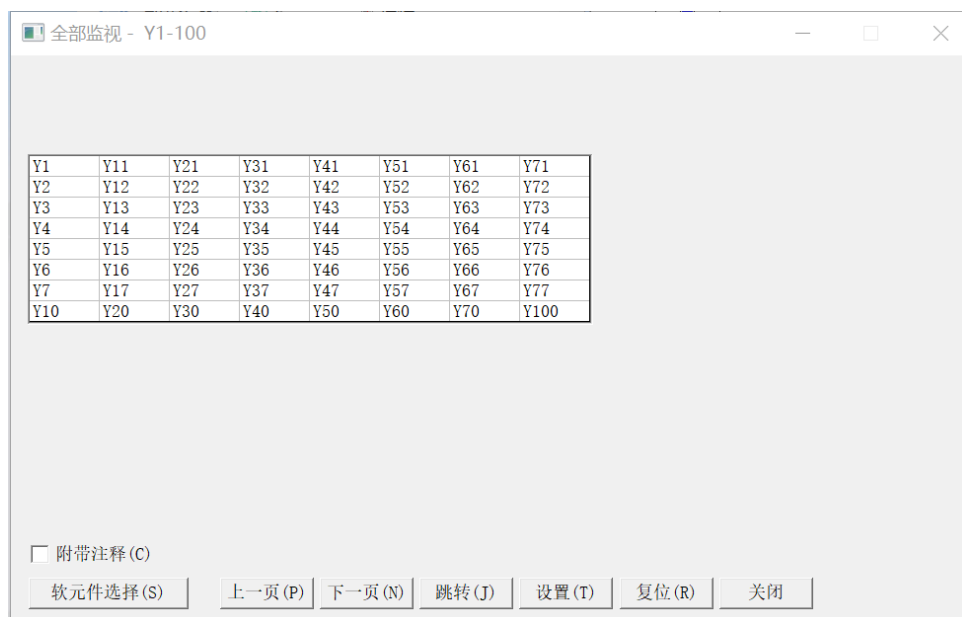 全部监视 - Y1-100
Y1 Y11 Y21 Y31 Y41 Y51 Y61 Y71
Y2 Y12 Y22 Y32 Y42 Y52 Y62 Y72
Y3 Y13 Y23 Y33 Y43 Y53 Y63 Y73
Y4 Y14 Y24 Y34 Y44 Y54 Y64 Y74
Y5 Y15 Y25 Y35 Y45 Y55 Y65 Y75
Y6 Y16 Y26 Y36 Y46 Y56 Y66 Y76
Y7 Y17 Y27 Y37 Y47 Y57 Y67 Y77
Y10 Y20 Y30 Y40 Y50 Y60 Y70 Y100
附带注释(C)
软元件选择(S) 上一页(P) 下一页(N) 跳转(J) 设置(T) 复位(R) 关闭